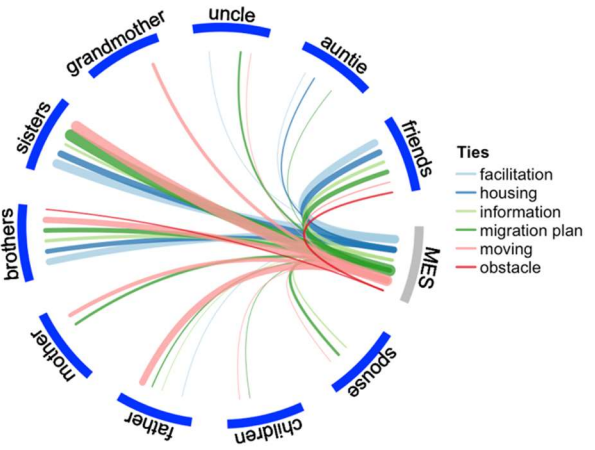 uncle
grandmother
auntie
sisters
friends
brothers
MES
mother
spouse
father
children
Ties
facilitation
housing
information
migration plan
moving
obstacle